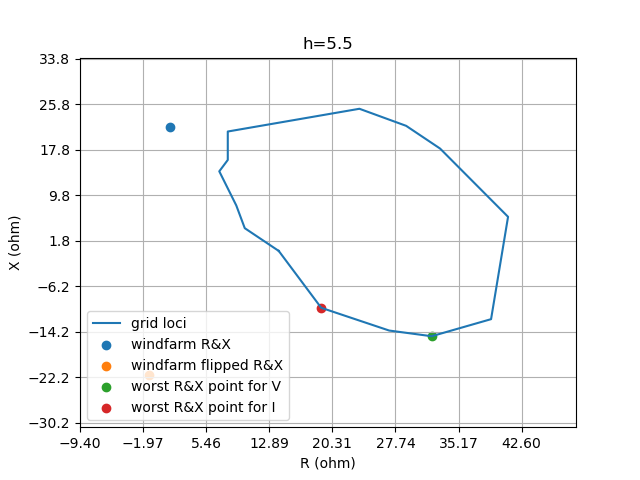 h=5.5
33.8
25.8
17.8
9.8
1.8
−6.2
−14.2
−22.2
−30.2
X (ohm)
grid loci
windfarm R&X
windfarm flipped R&X
worst R&X point for V
worst R&X point for I
−9.40 −1.97 5.46 12.89 20.31 27.74 35.17 42.60
R (ohm)